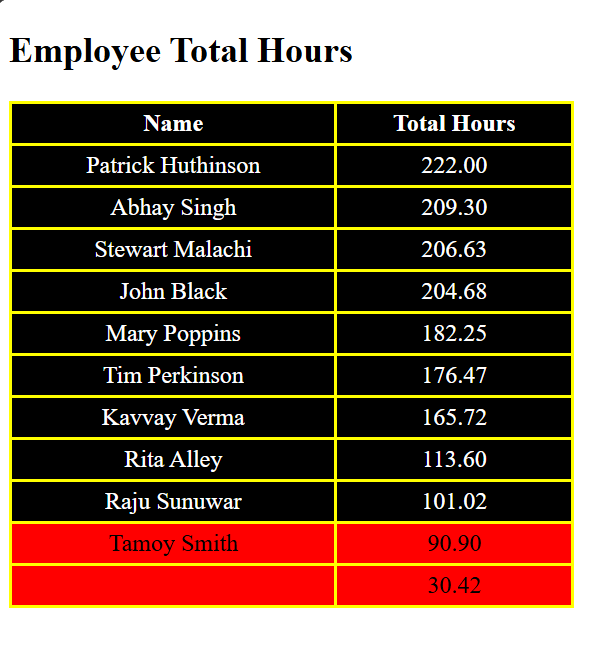 Employee Total Hours
Name Total Hours
Patrick Huthinson 222.00
Abhay Singh 209.30
Stewart Malachi 206.63
John Black 204.68
Mary Poppins 182.25
Tim Perkinson 176.47
Kavvay Verma 165.72
Rita Alley 113.60
Raju Sunuwar 101.02
Tamoy Smith 90.90
30.42